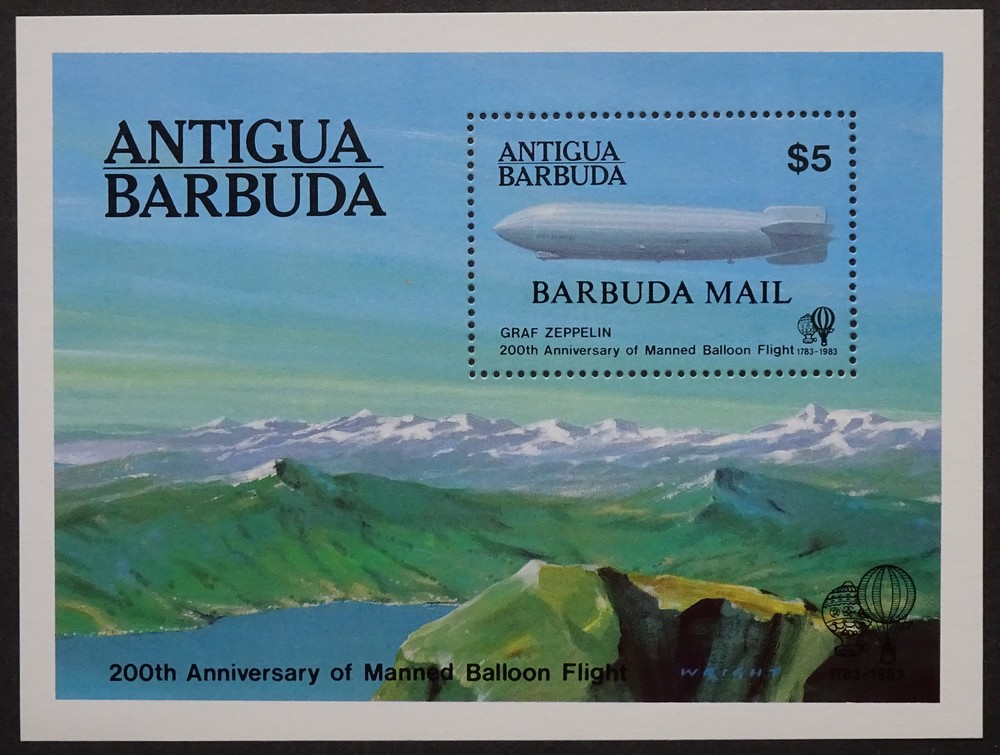 ANTIGUA
BARBUDA
ANTIGUA
BARBUDA
$5
BARBUDA MAIL
GRAF ZEPPELIN
200th Anniversary of Manned Balloon Flight 1783-1983
200th Anniversary of Manned Balloon Flight
WRIGHT
1783-1983